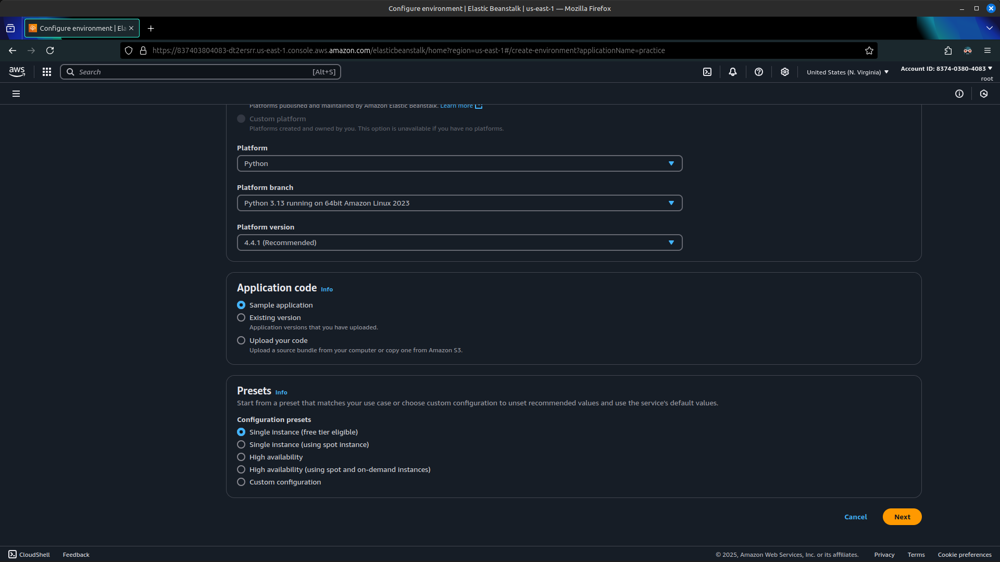 Configure environment | Elastic Beanstalk | us-east-1 — Mozilla Firefox
Configure environment | Ela
https://837403804083-dt2ersrr.us-east-1.console.aws.amazon.com/elasticbeanstalk/home?region=us-east-1#/create-environment?applicationName=practice
aws
Search [Alt+S]
United States (N. Virginia)
Account ID: 8374-0380-4083
root
Platforms published and maintained by Amazon Elastic Beanstalk. Learn more
Custom platform
Platforms created and owned by you. This option is unavailable if you have no platforms.
Platform
Python
Platform branch
Python 3.13 running on 64bit Amazon Linux 2023
Platform version
4.4.1 (Recommended)
Application code Info
Sample application
Existing version
Application versions that you have uploaded.
Upload your code
Upload a source bundle from your computer or copy one from Amazon S3.
Presets Info
Start from a preset that matches your use case or choose custom configuration to unset recommended values and use the service's default values.
Configuration presets
Single instance (free tier eligible)
Single instance (using spot instance)
High availability
High availability (using spot and on-demand instances)
Custom configuration
Cancel Next
CloudShell Feedback © 2025, Amazon Web Services, Inc. or its affiliates. Privacy Terms Cookie preferences